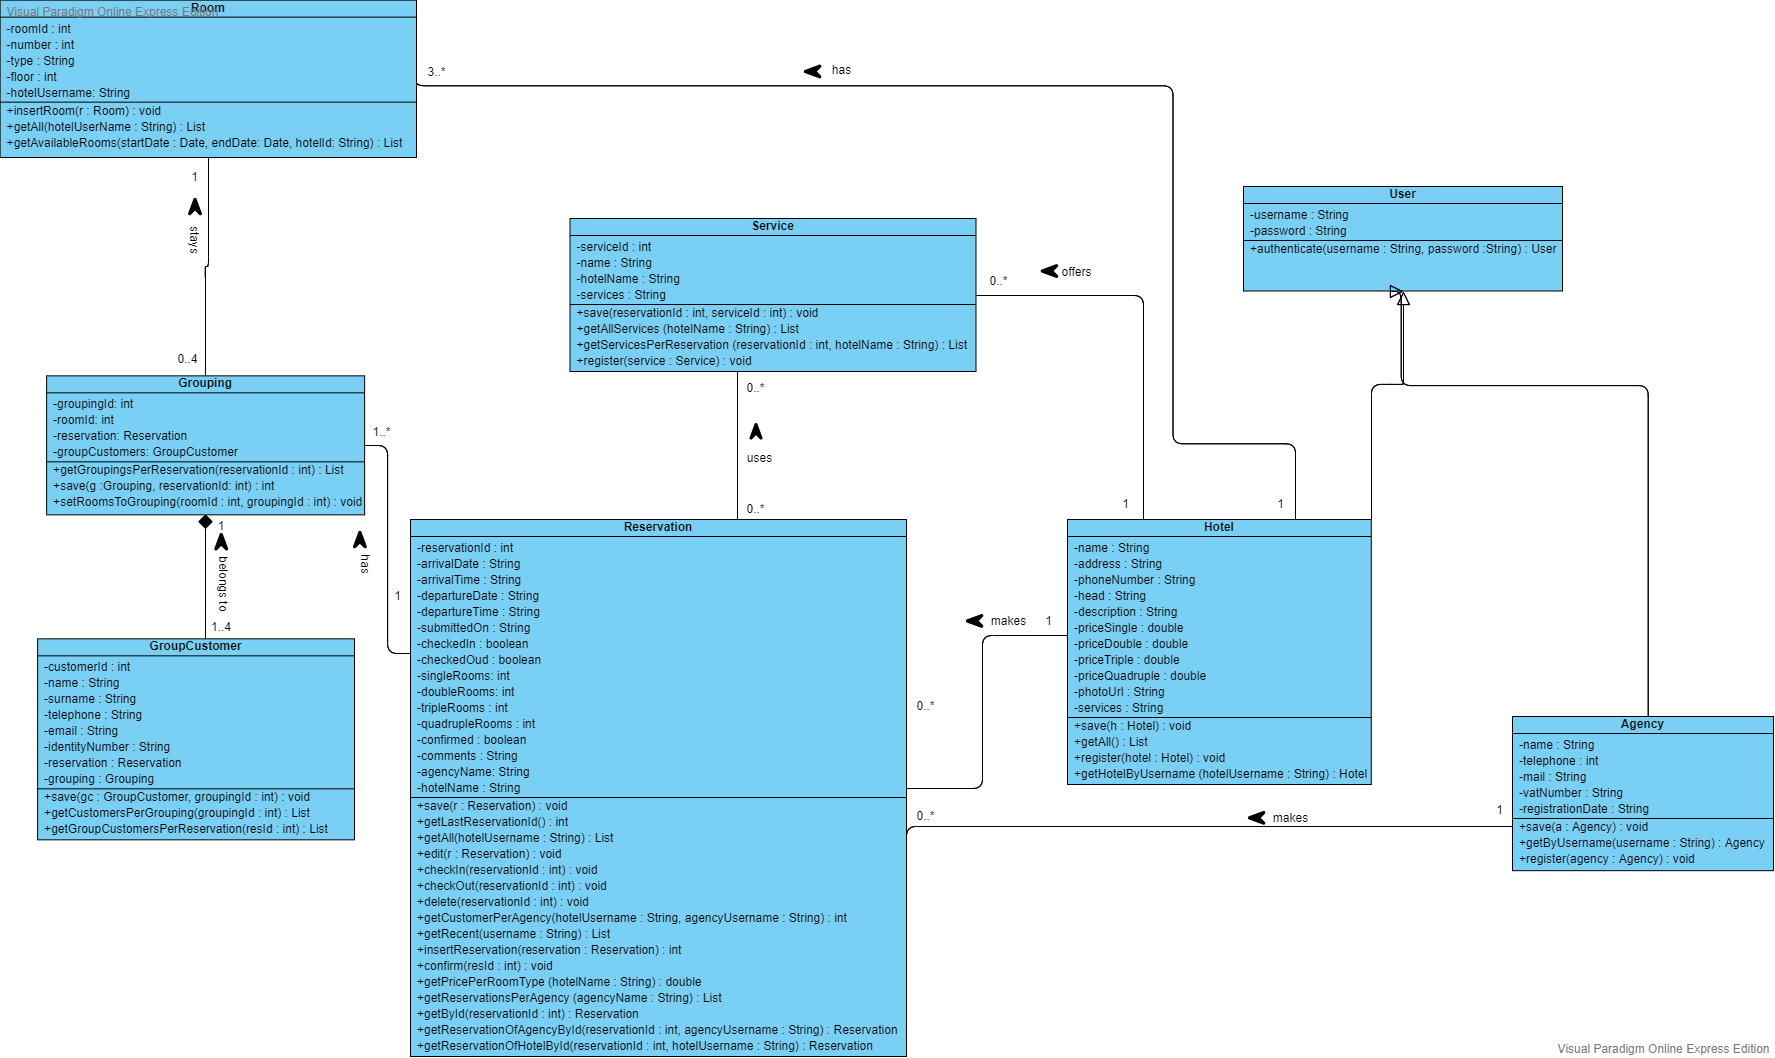 Visual Paradigm Online Express Edition
Room
-roomId : int
-number : int
-type : String
-floor : int
-hotelUsername: String
+insertRoom(r : Room) : void
+getAll(hotelUserName : String) : List
+getAvailableRooms(startDate : Date, endDate: Date, hotelId: String) : List
3..*
has
1
stays
0..4
User
-username : String
-password : String
+authenticate(username : String, password :String) : User
Service
-serviceId : int
-name : String
-hotelName : String
-services : String
+save(reservationId : int, serviceId : int) : void
+getAllServices (hotelName : String) : List
+getServicesPerReservation (reservationId : int, hotelName : String) : List
+register(service : Service) : void
0..*
offers
0..*
uses
0..*
1
1
Grouping
-groupingId: int
-roomId: int
-reservation: Reservation
-groupCustomers: GroupCustomer
+getGroupingsPerReservation(reservationId : int) : List
+save(g :Grouping, reservationId: int) : int
+setRoomsToGrouping(roomId : int, groupingId : int) : void
1..*
has
1
1
belongs to
1..4
GroupCustomer
-customerId : int
-name : String
-surname : String
-telephone : String
-email : String
-identityNumber : String
-reservation : Reservation
-grouping : Grouping
+save(gc : GroupCustomer, groupingId : int) : void
+getCustomersPerGrouping(groupingId : int) : List
+getGroupCustomersPerReservation(resId : int) : List
Reservation
-reservationId : int
-arrivalDate : String
-arrivalTime : String
-departureDate : String
-departureTime : String
-submittedOn : String
-checkedIn : boolean
-checkedOud : boolean
-singleRooms: int
-doubleRooms: int
-tripleRooms : int
-quadrupleRooms : int
-confirmed : boolean
-comments : String
-agencyName: String
-hotelName : String
+save(r : Reservation) : void
+getLastReservationId() : int
+getAll(hotelUsername : String) : List
+edit(r : Reservation) : void
+checkIn(reservationId : int) : void
+checkOut(reservationId : int) : void
+delete(reservationId : int) : void
+getCustomerPerAgency(hotelUsername : String, agencyUsername : String) : int
+getRecent(username : String) : List
+insertReservation(reservation : Reservation) : int
+confirm(resId : int) : void
+getPricePerRoomType (hotelName : String) : double
+getReservationsPerAgency (agencyName : String) : List
+getById(reservationId : int) : Reservation
+getReservationOfAgencyById(reservationId : int, agencyUsername : String) : Reservation
+getReservationOfHotelById(reservationId : int, hotelUsername : String) : Reservation
makes
1
0..*
Hotel
-name : String
-address : String
-phoneNumber : String
-head : String
-description : String
-priceSingle : double
-priceDouble : double
-priceTriple : double
-priceQuadruple : double
-photoUrl : String
-services : String
+save(h : Hotel) : void
+getAll() : List
+register(hotel : Hotel) : void
+getHotelByUsername (hotelUsername : String) : Hotel
0..*
makes
1
Agency
-name : String
-telephone : int
-mail : String
-vatNumber : String
-registrationDate : String
+save(a : Agency) : void
+getByUsername(username : String) : Agency
+register(agency : Agency) : void
Visual Paradigm Online Express Edition